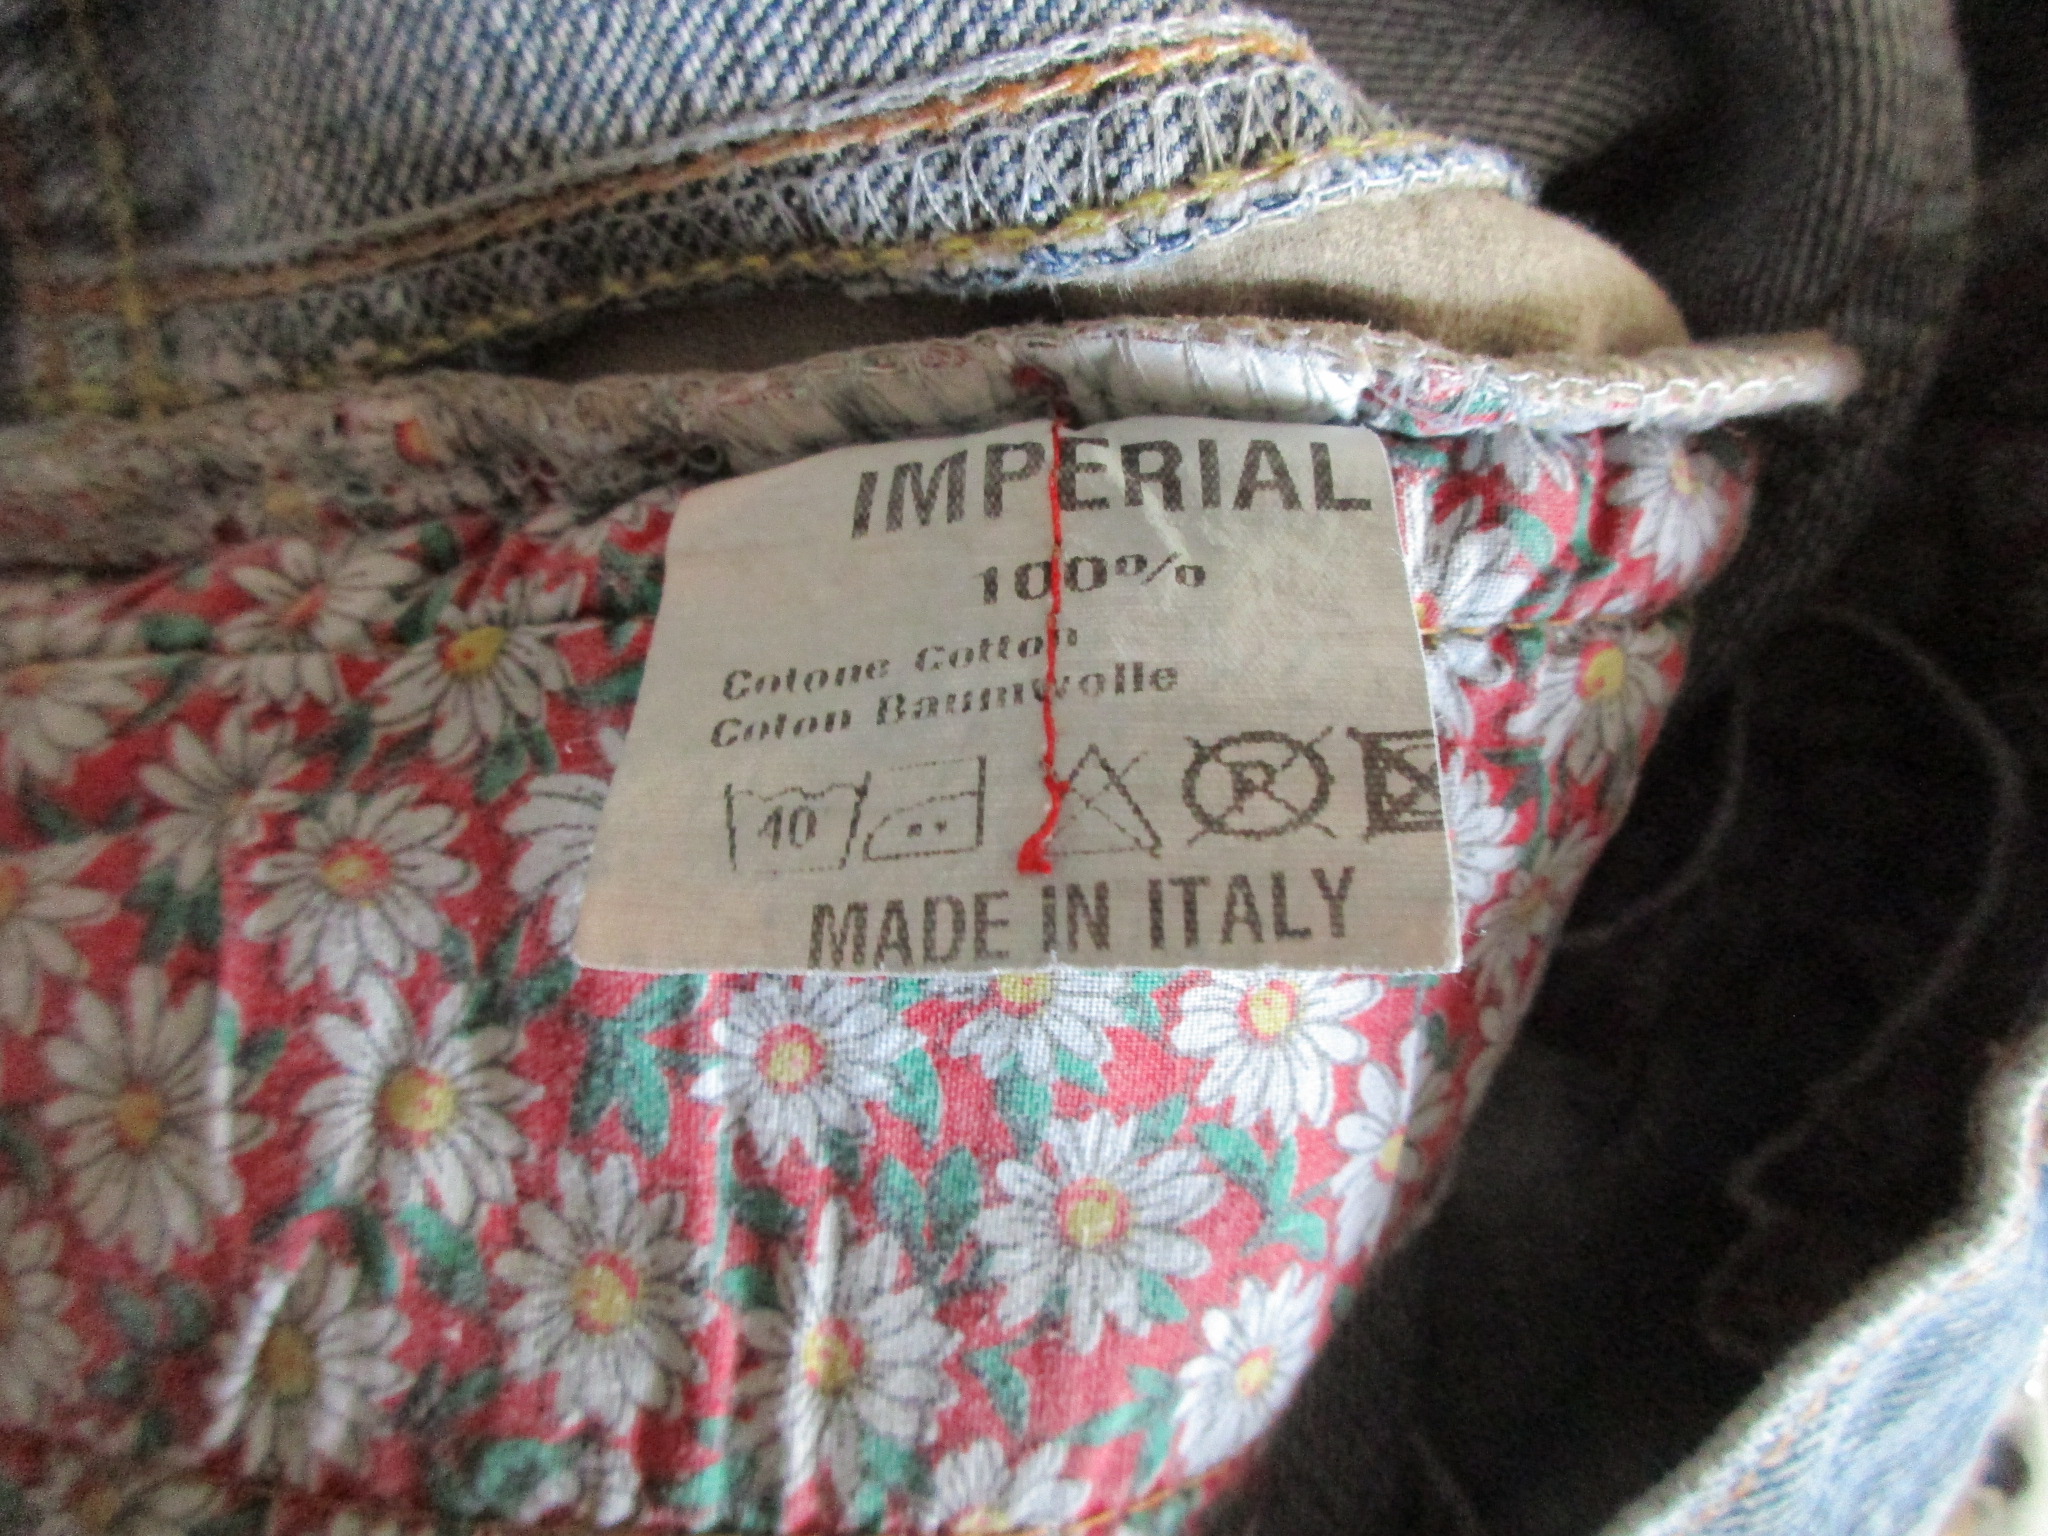 IMPERIAL
100%
Cotone Cotton
Coton Baumwolle
40 P
MADE IN ITALY